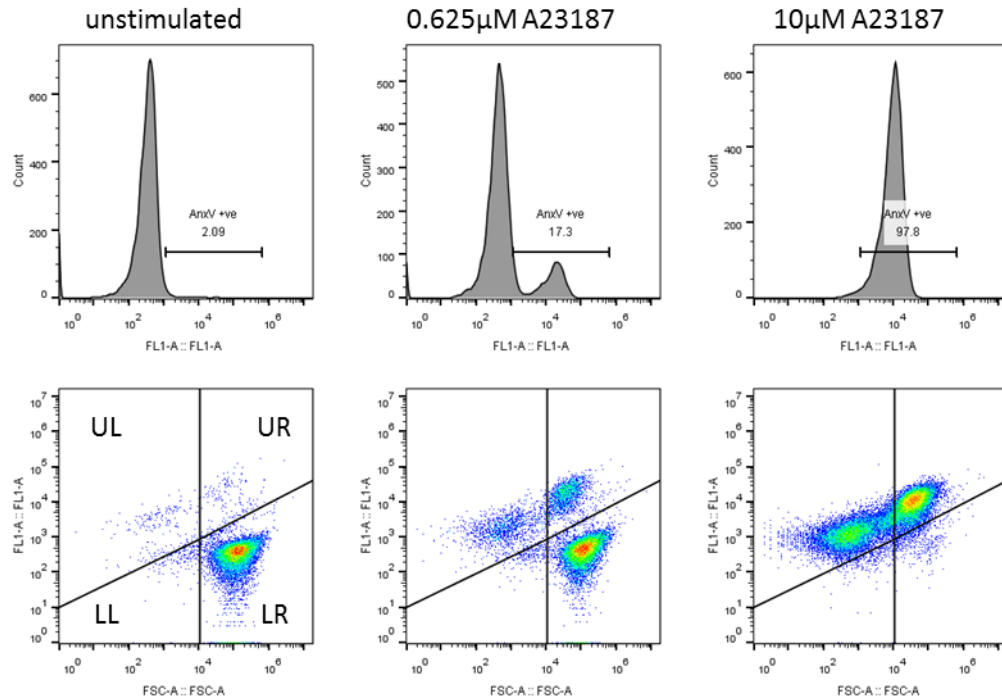 unstimulated
0.625µM A23187
10µM A23187
600
400
200
0
Count
AnxV +ve
2.09
10^0 10^2 10^4 10^6
FL1-A :: FL1-A
500
400
300
200
100
0
Count
AnxV +ve
17.3
10^0 10^2 10^4 10^6
FL1-A :: FL1-A
600
400
200
0
Count
AnxV +ve
97.8
10^0 10^2 10^4 10^6
FL1-A :: FL1-A
10^7
10^6
10^5
10^4
10^3
10^2
10^1
10^0
FL1-A :: FL1-A
UL UR
LL LR
10^0 10^2 10^4 10^6
FSC-A :: FSC-A
10^7
10^6
10^5
10^4
10^3
10^2
10^1
10^0
FL1-A :: FL1-A
10^0 10^2 10^4 10^6
FSC-A :: FSC-A
10^7
10^6
10^5
10^4
10^3
10^2
10^1
10^0
FL1-A :: FL1-A
10^0 10^2 10^4 10^6
FSC-A :: FSC-A